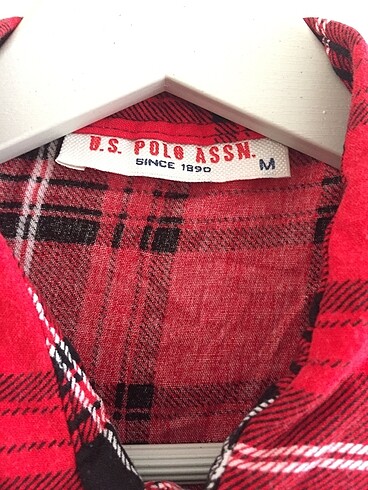 U.S. POLO ASSN.
SINCE 1890
M